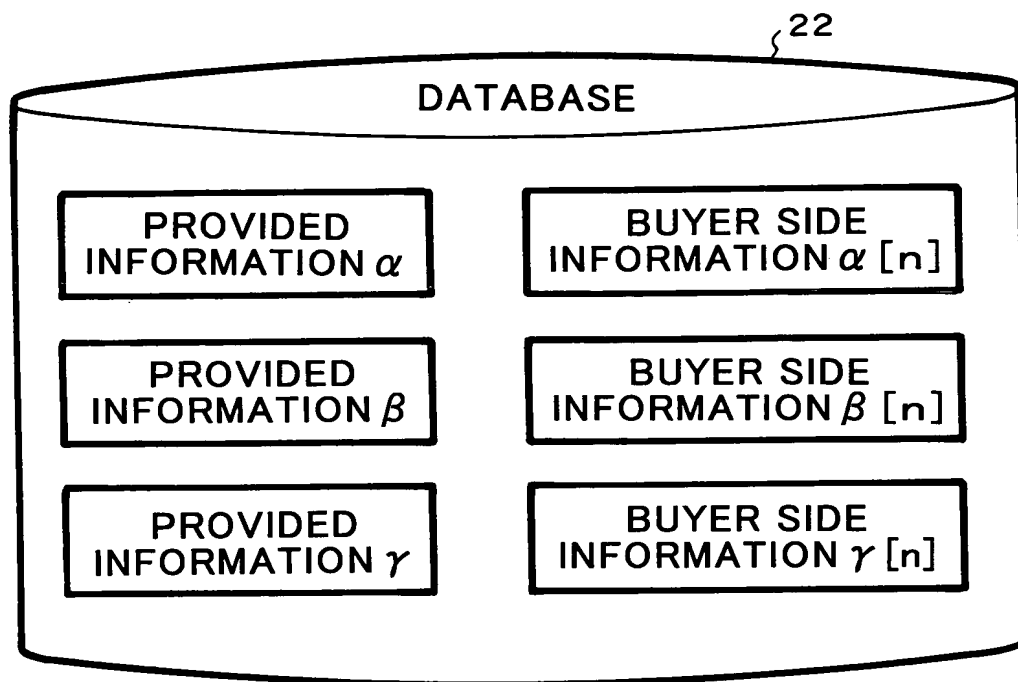 22
DATABASE
PROVIDED
INFORMATION α
BUYER SIDE
INFORMATION α [n]
PROVIDED
INFORMATION β
BUYER SIDE
INFORMATION β [n]
PROVIDED
INFORMATION γ
BUYER SIDE
INFORMATION γ [n]